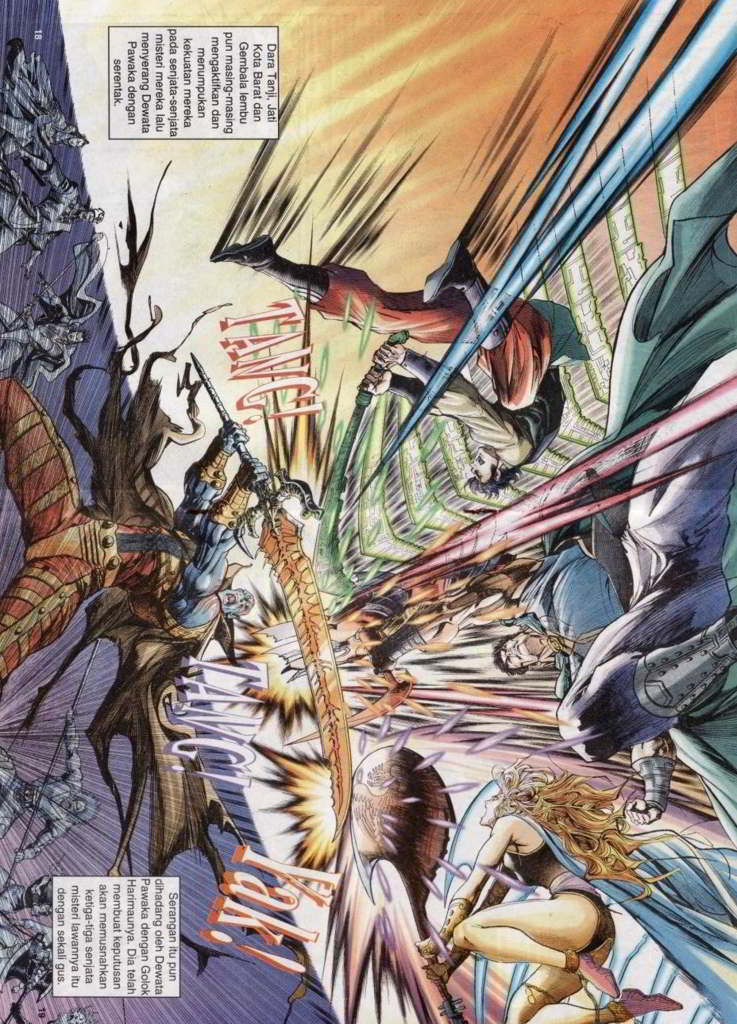 Dara Tanji, Jati
Kota Barat dan
Gembala lembu
pun masing-masing
mengaktifkan dan
menumpukan
kekuatan mereka
pada senjata-senjata
misteri mereka lalu
menyerang Dewata
Pawaka dengan
serentak.
TANG!
TANG!
Kak!
Serangan itu pun
dihadang oleh Dewata
Pawaka dengan Golok
Harimaunya. Dia telah
membuat keputusan
akan memusnahkan
ketiga-tiga senjata
misteri lawannya itu
dengan sekali gus.
18
19